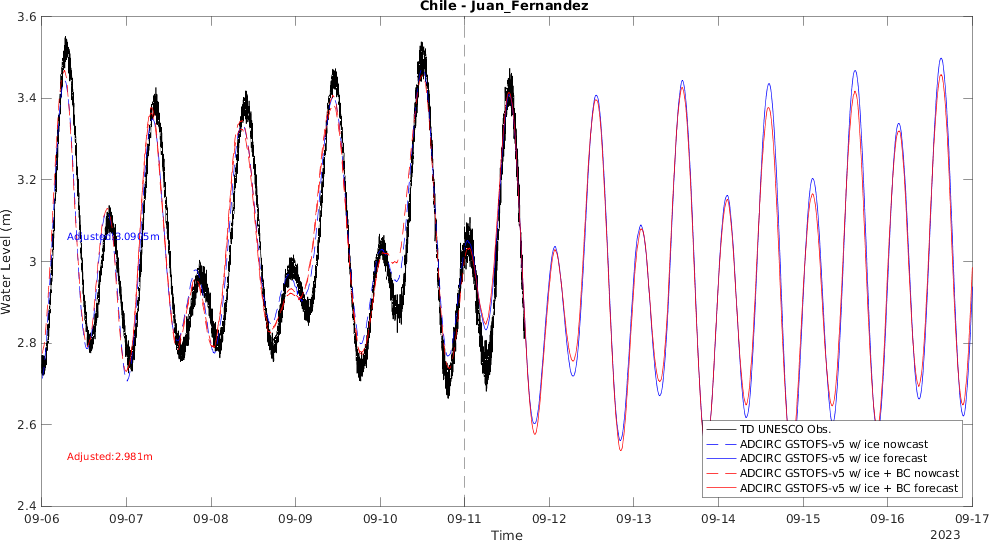 Chile - Juan_Fernandez
3.6
3.4
3.2
3
2.8
2.6
2.4
Water Level (m)
Adjusted:3.0905m
Adjusted:2.981m
TD UNESCO Obs.
ADCIRC GSTOFS-v5 w/ ice nowcast
ADCIRC GSTOFS-v5 w/ ice forecast
ADCIRC GSTOFS-v5 w/ ice + BC nowcast
ADCIRC GSTOFS-v5 w/ ice + BC forecast
09-06 09-07 09-08 09-09 09-10 09-11 09-12 09-13 09-14 09-15 09-16 09-17
Time
2023